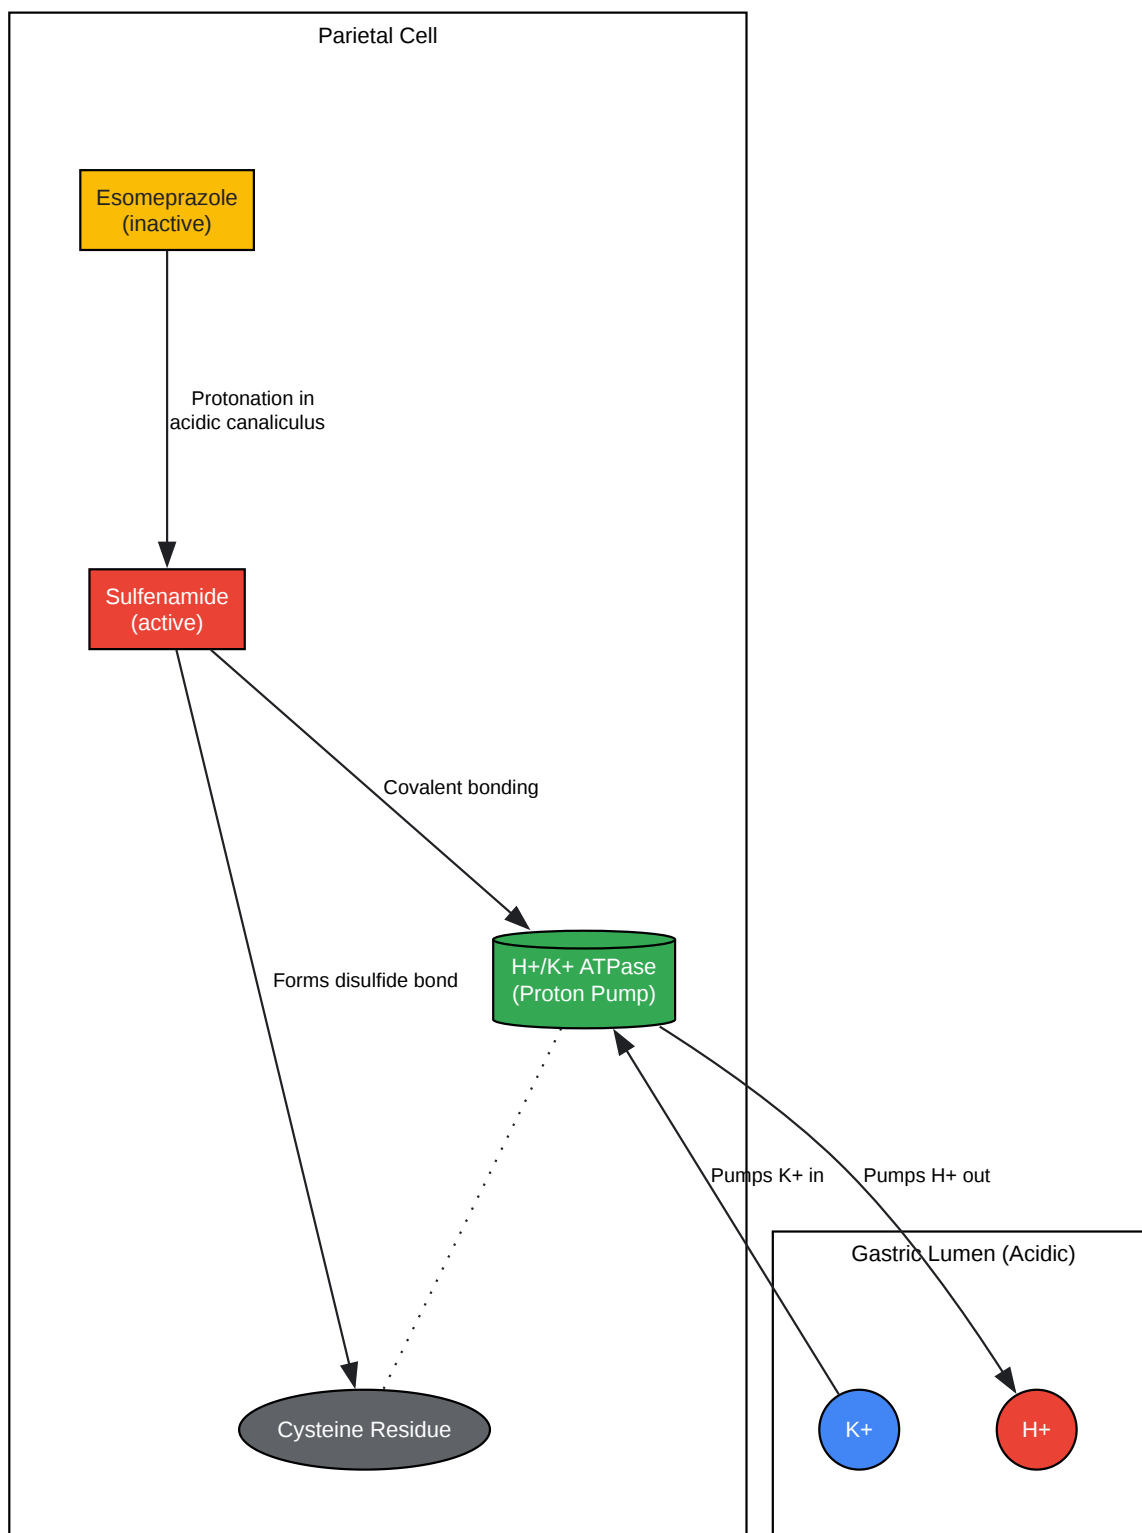 Parietal Cell
Esomeprazole
(inactive)
Protonation in
acidic canaliculus
Sulfenamide
(active)
Covalent bonding
H+/K+ ATPase
(Proton Pump)
Forms disulfide bond
Pumps K+ in
Pumps H+ out
Gastric Lumen (Acidic)
Cysteine Residue
K+
H+